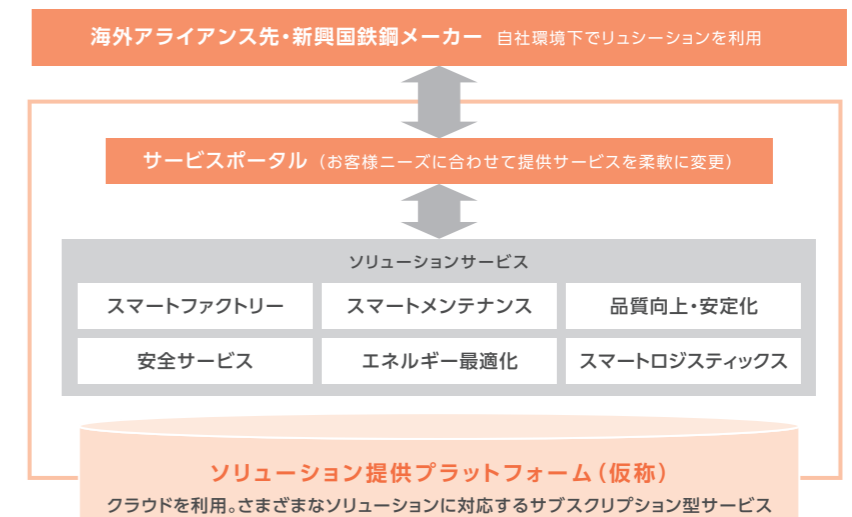 海外アライアンス先・新興国鉄鋼メーカー 自社環境下でリュシーションを利用
サービスポータル（お客様ニーズに合わせて提供サービスを柔軟に変更）
ソリューションサービス
スマートファクトリー スマートメンテナンス 品質向上・安定化
安全サービス エネルギー最適化 スマートロジスティックス
ソリューション提供プラットフォーム（仮称）
クラウドを利用。さまざまなソリューションに対応するサブスクリプション型サービス